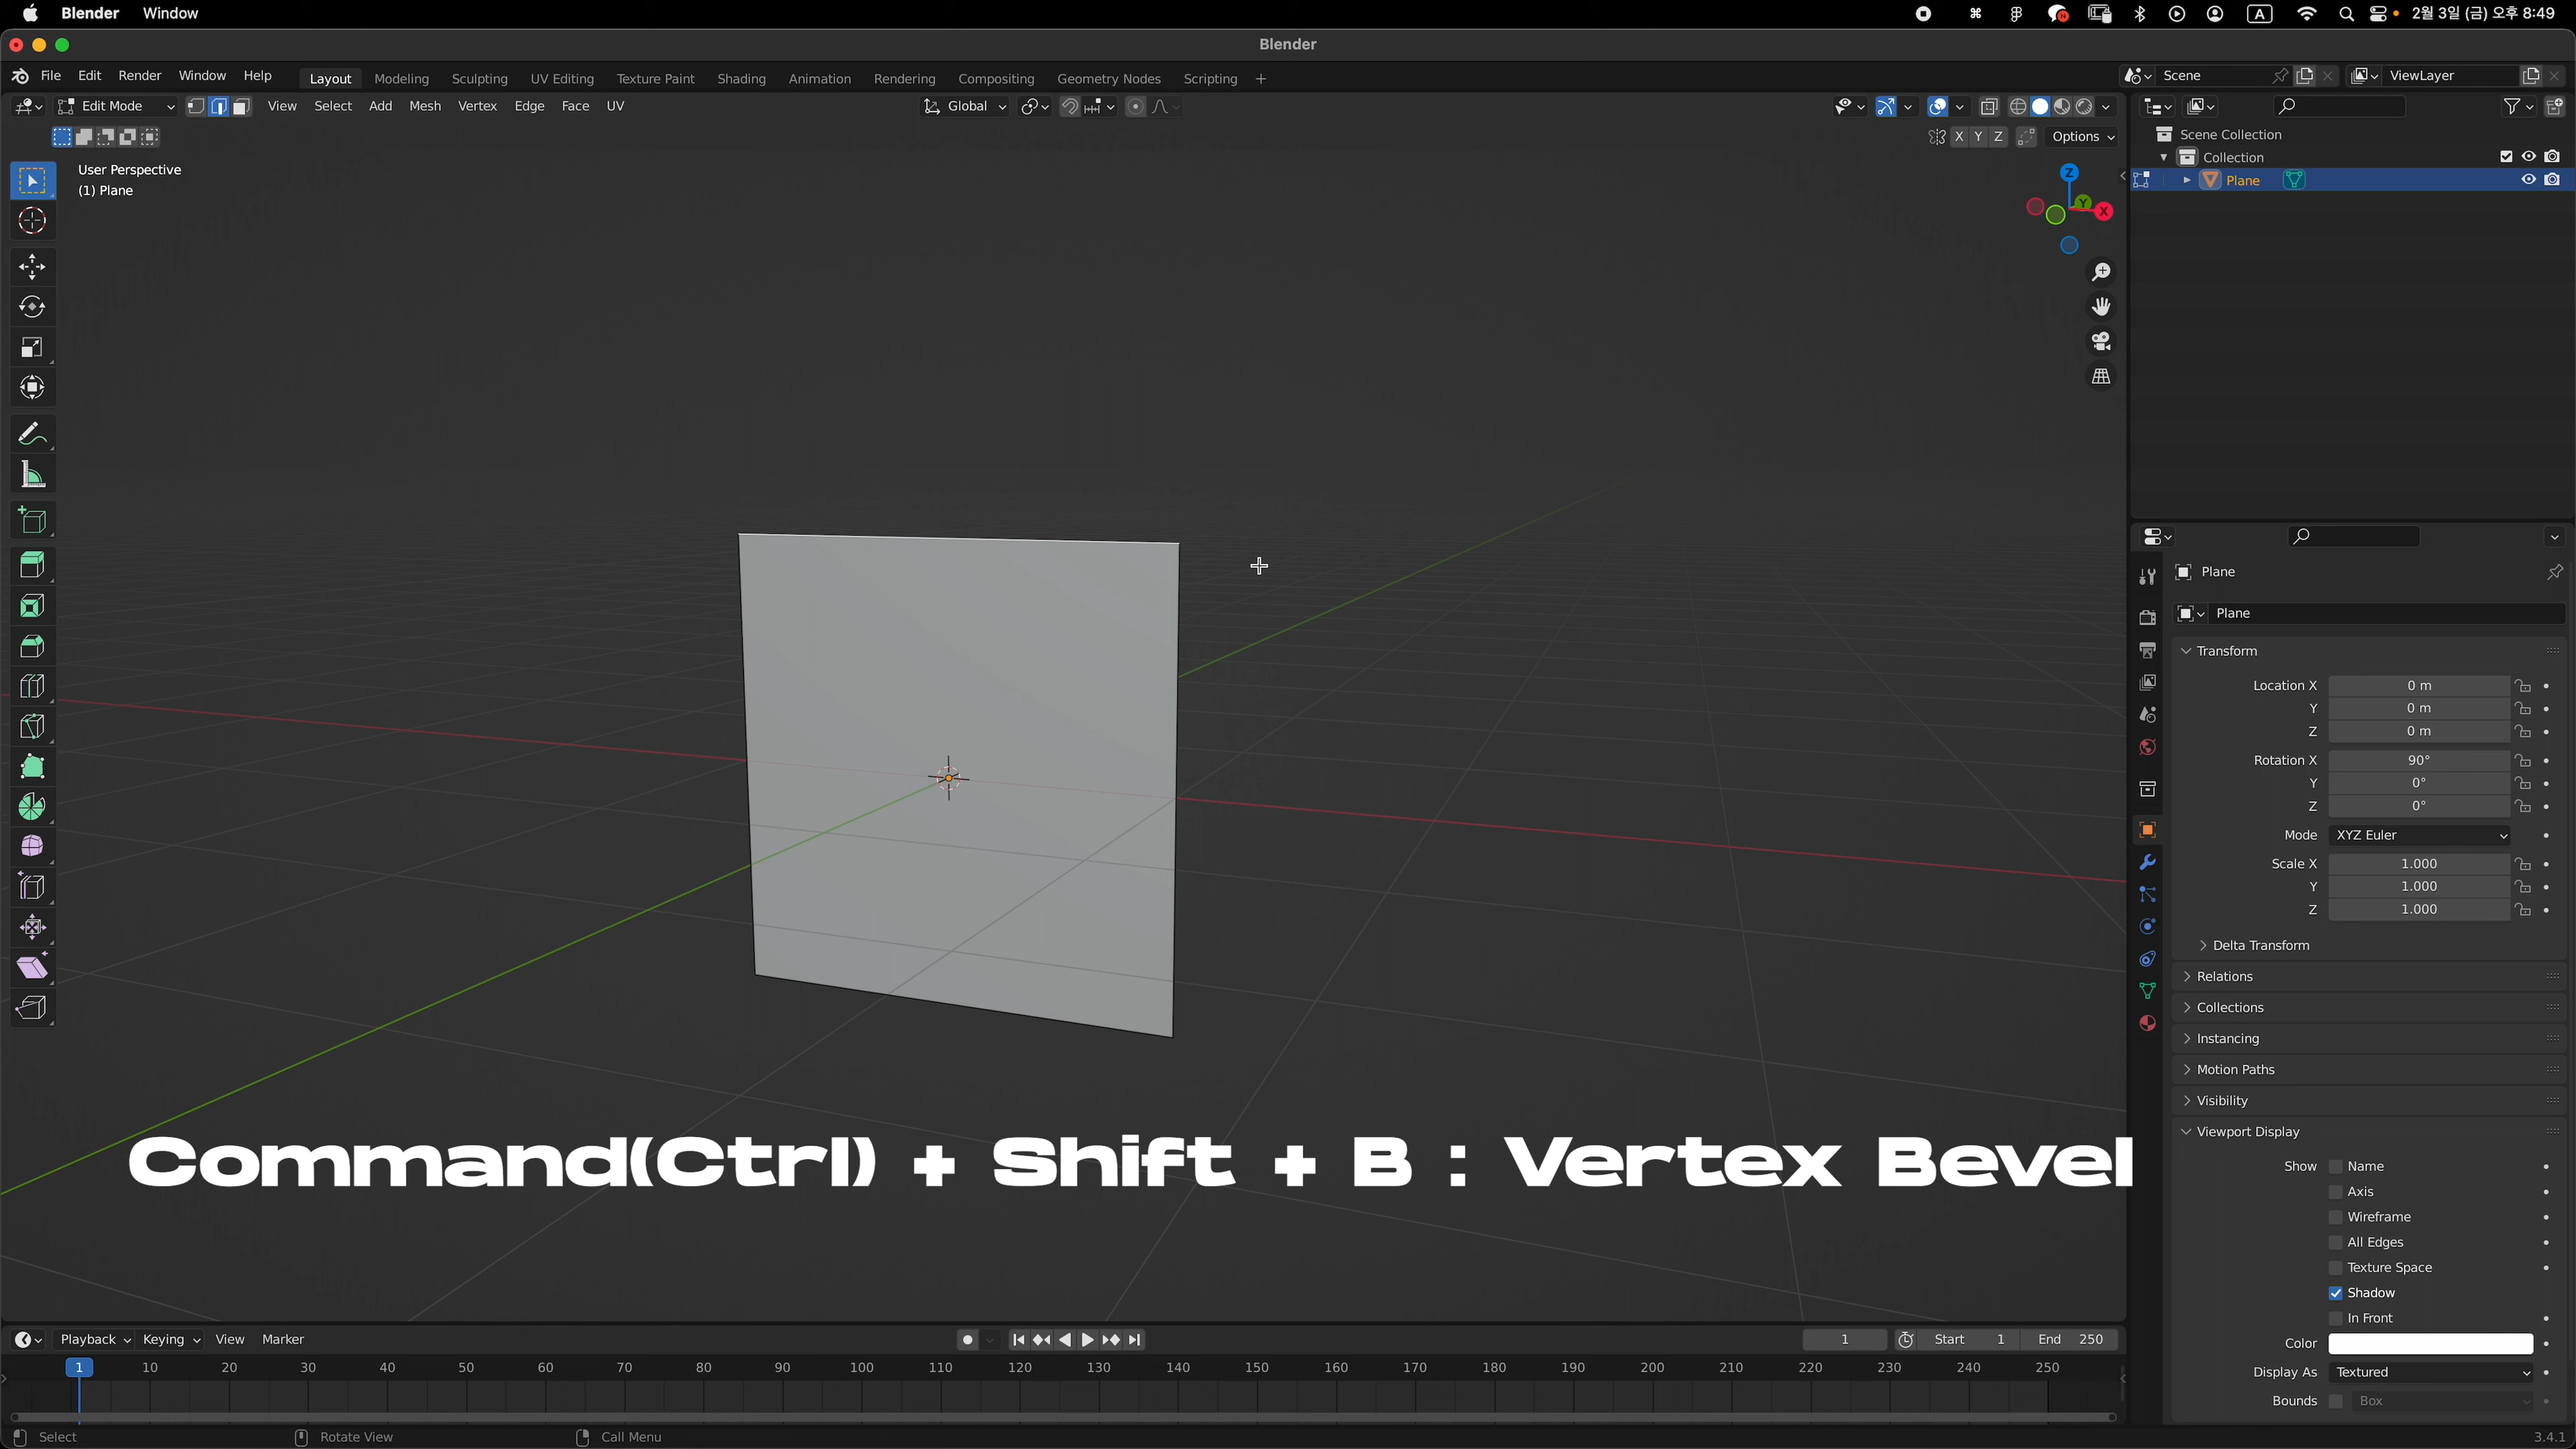 Blender Window
A
2월 3일 (금) 오후 8:49
Blender
File Edit Render Window Help
Layout Modeling Sculpting UV Editing Texture Paint Shading Animation Rendering Compositing Geometry Nodes Scripting +
Scene
ViewLayer
Edit Mode
View Select Add Mesh Vertex Edge Face UV
Global
X Y Z
Options
User Perspective
(1) Plane
Z
Y
X
Scene Collection
Collection
Plane
Plane
Plane
Transform
Location X 0 m
Y 0 m
Z 0 m
Rotation X 90°
Y 0°
Z 0°
Mode XYZ Euler
Scale X 1.000
Y 1.000
Z 1.000
Delta Transform
Relations
Collections
Instancing
Motion Paths
Visibility
Viewport Display
Show Name
Axis
Wireframe
All Edges
Texture Space
Shadow
In Front
Color
Display As Textured
Bounds Box
Command(Ctrl) + Shift + B : Vertex Bevel
Playback Keying View Marker
1
Start 1 End 250
1 10 20 30 40 50 60 70 80 90 100 110 120 130 140 150 160 170 180 190 200 210 220 230 240 250
Select Rotate View Call Menu
3.4.1